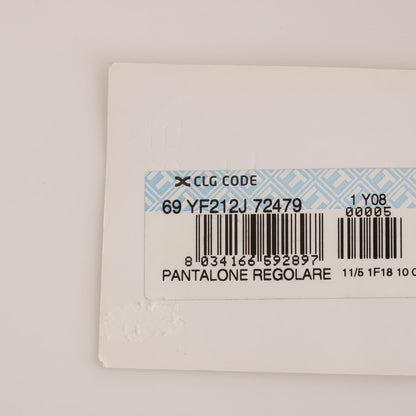 CLG CODE
69 YF212J 72479 1 Y08
00005
8 034166 592897
PANTALONE REGOLARE 11/5 1F18 10